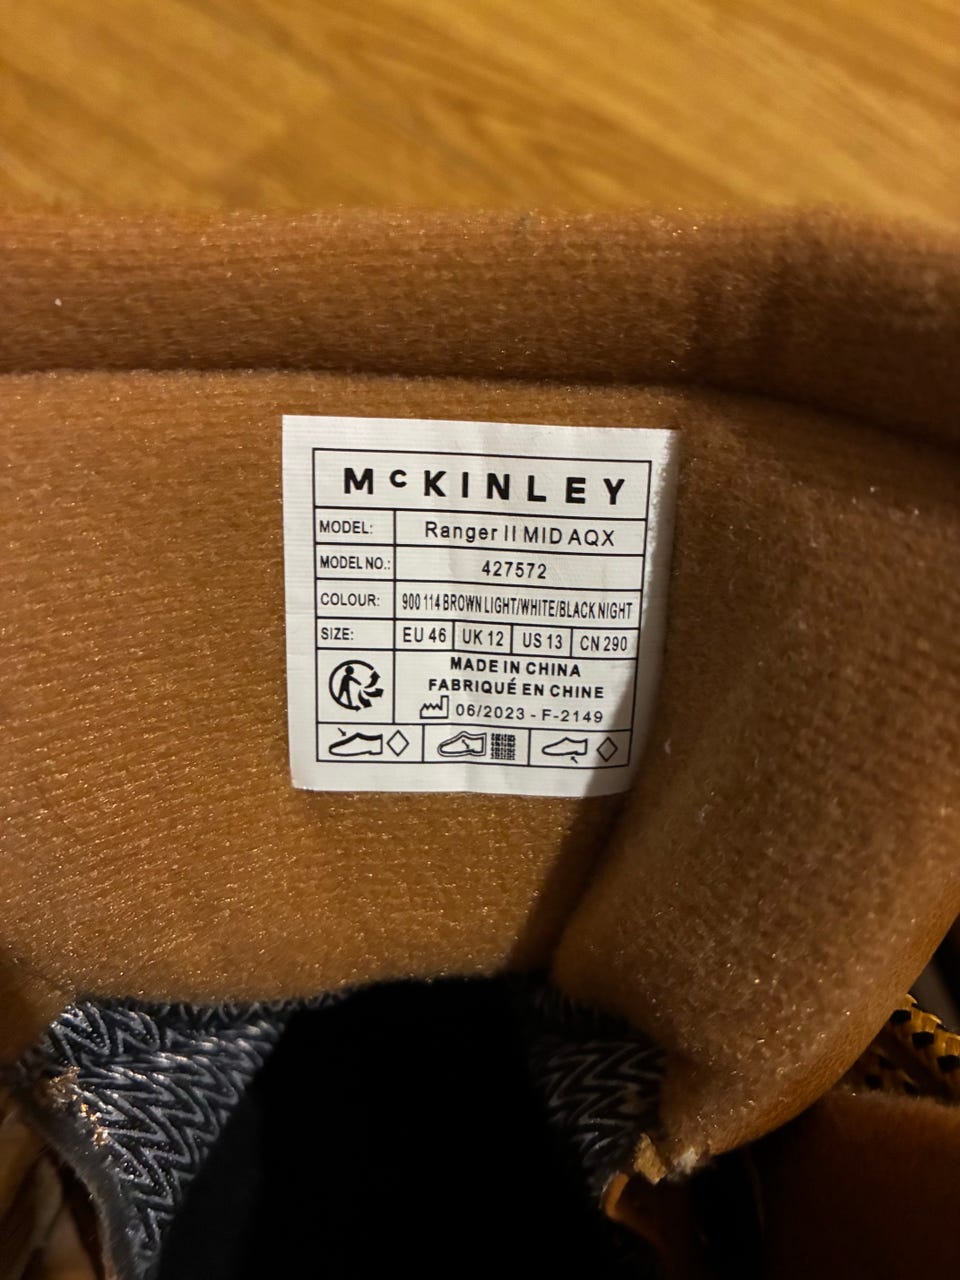 McKINLEY
MODEL: Ranger II MID AQX
MODEL NO.: 427572
COLOUR: 900 114 BROWN LIGHT/WHITE/BLACK NIGHT
SIZE: EU 46 UK 12 US 13 CN 290
MADE IN CHINA
FABRIQUÉ EN CHINE
06/2023 - F-2149